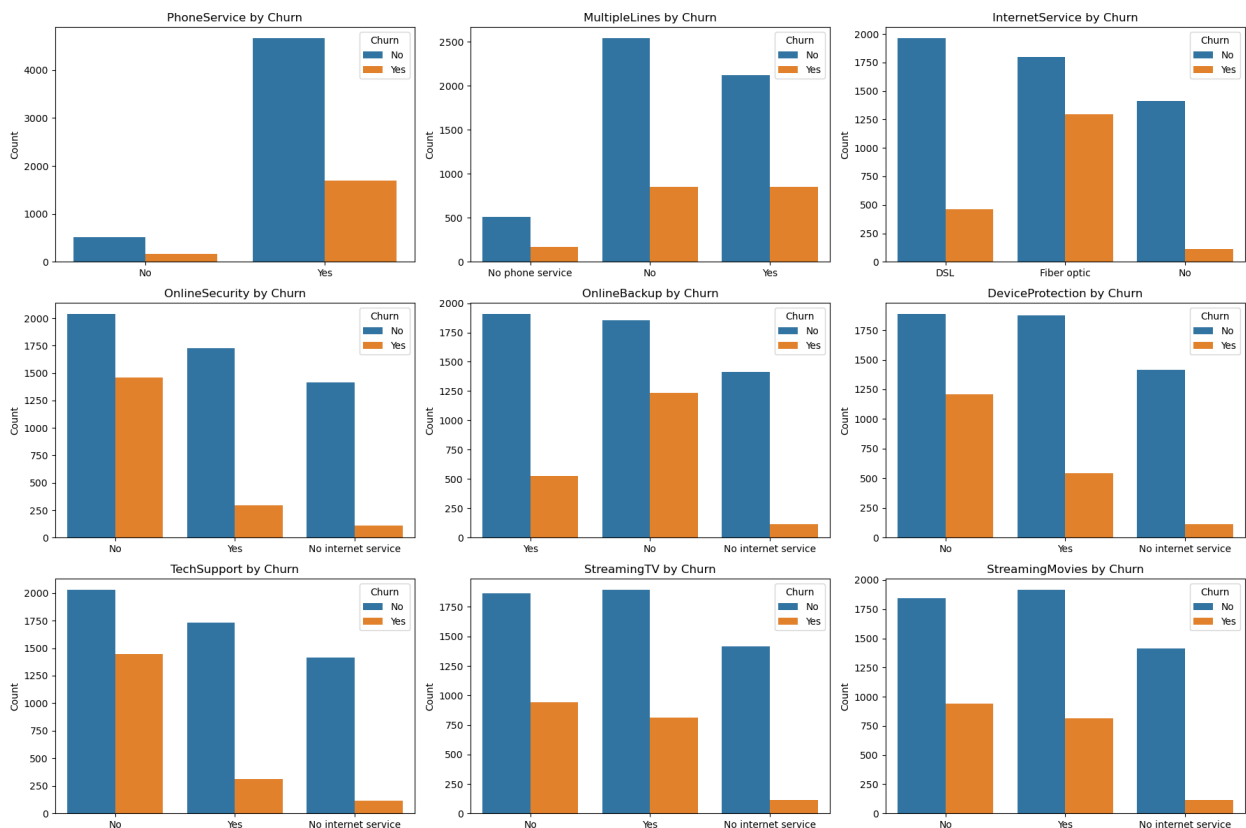 PhoneService by Churn
Count
4000
3000
2000
1000
0
Churn
No
Yes
No
Yes
MultipleLines by Churn
Count
2500
2000
1500
1000
500
0
Churn
No
Yes
No phone service
No
Yes
InternetService by Churn
Count
2000
1750
1500
1250
1000
750
500
250
0
Churn
No
Yes
DSL
Fiber optic
No
OnlineSecurity by Churn
Count
2000
1750
1500
1250
1000
750
500
250
0
Churn
No
Yes
No
Yes
No internet service
OnlineBackup by Churn
Count
2000
1750
1500
1250
1000
750
500
250
0
Churn
No
Yes
Yes
No
No internet service
DeviceProtection by Churn
Count
1750
1500
1250
1000
750
500
250
0
Churn
No
Yes
No
Yes
No internet service
TechSupport by Churn
Count
2000
1750
1500
1250
1000
750
500
250
0
Churn
No
Yes
No
Yes
No internet service
StreamingTV by Churn
Count
1750
1500
1250
1000
750
500
250
0
Churn
No
Yes
No
Yes
No internet service
StreamingMovies by Churn
Count
2000
1750
1500
1250
1000
750
500
250
0
Churn
No
Yes
No
Yes
No internet service